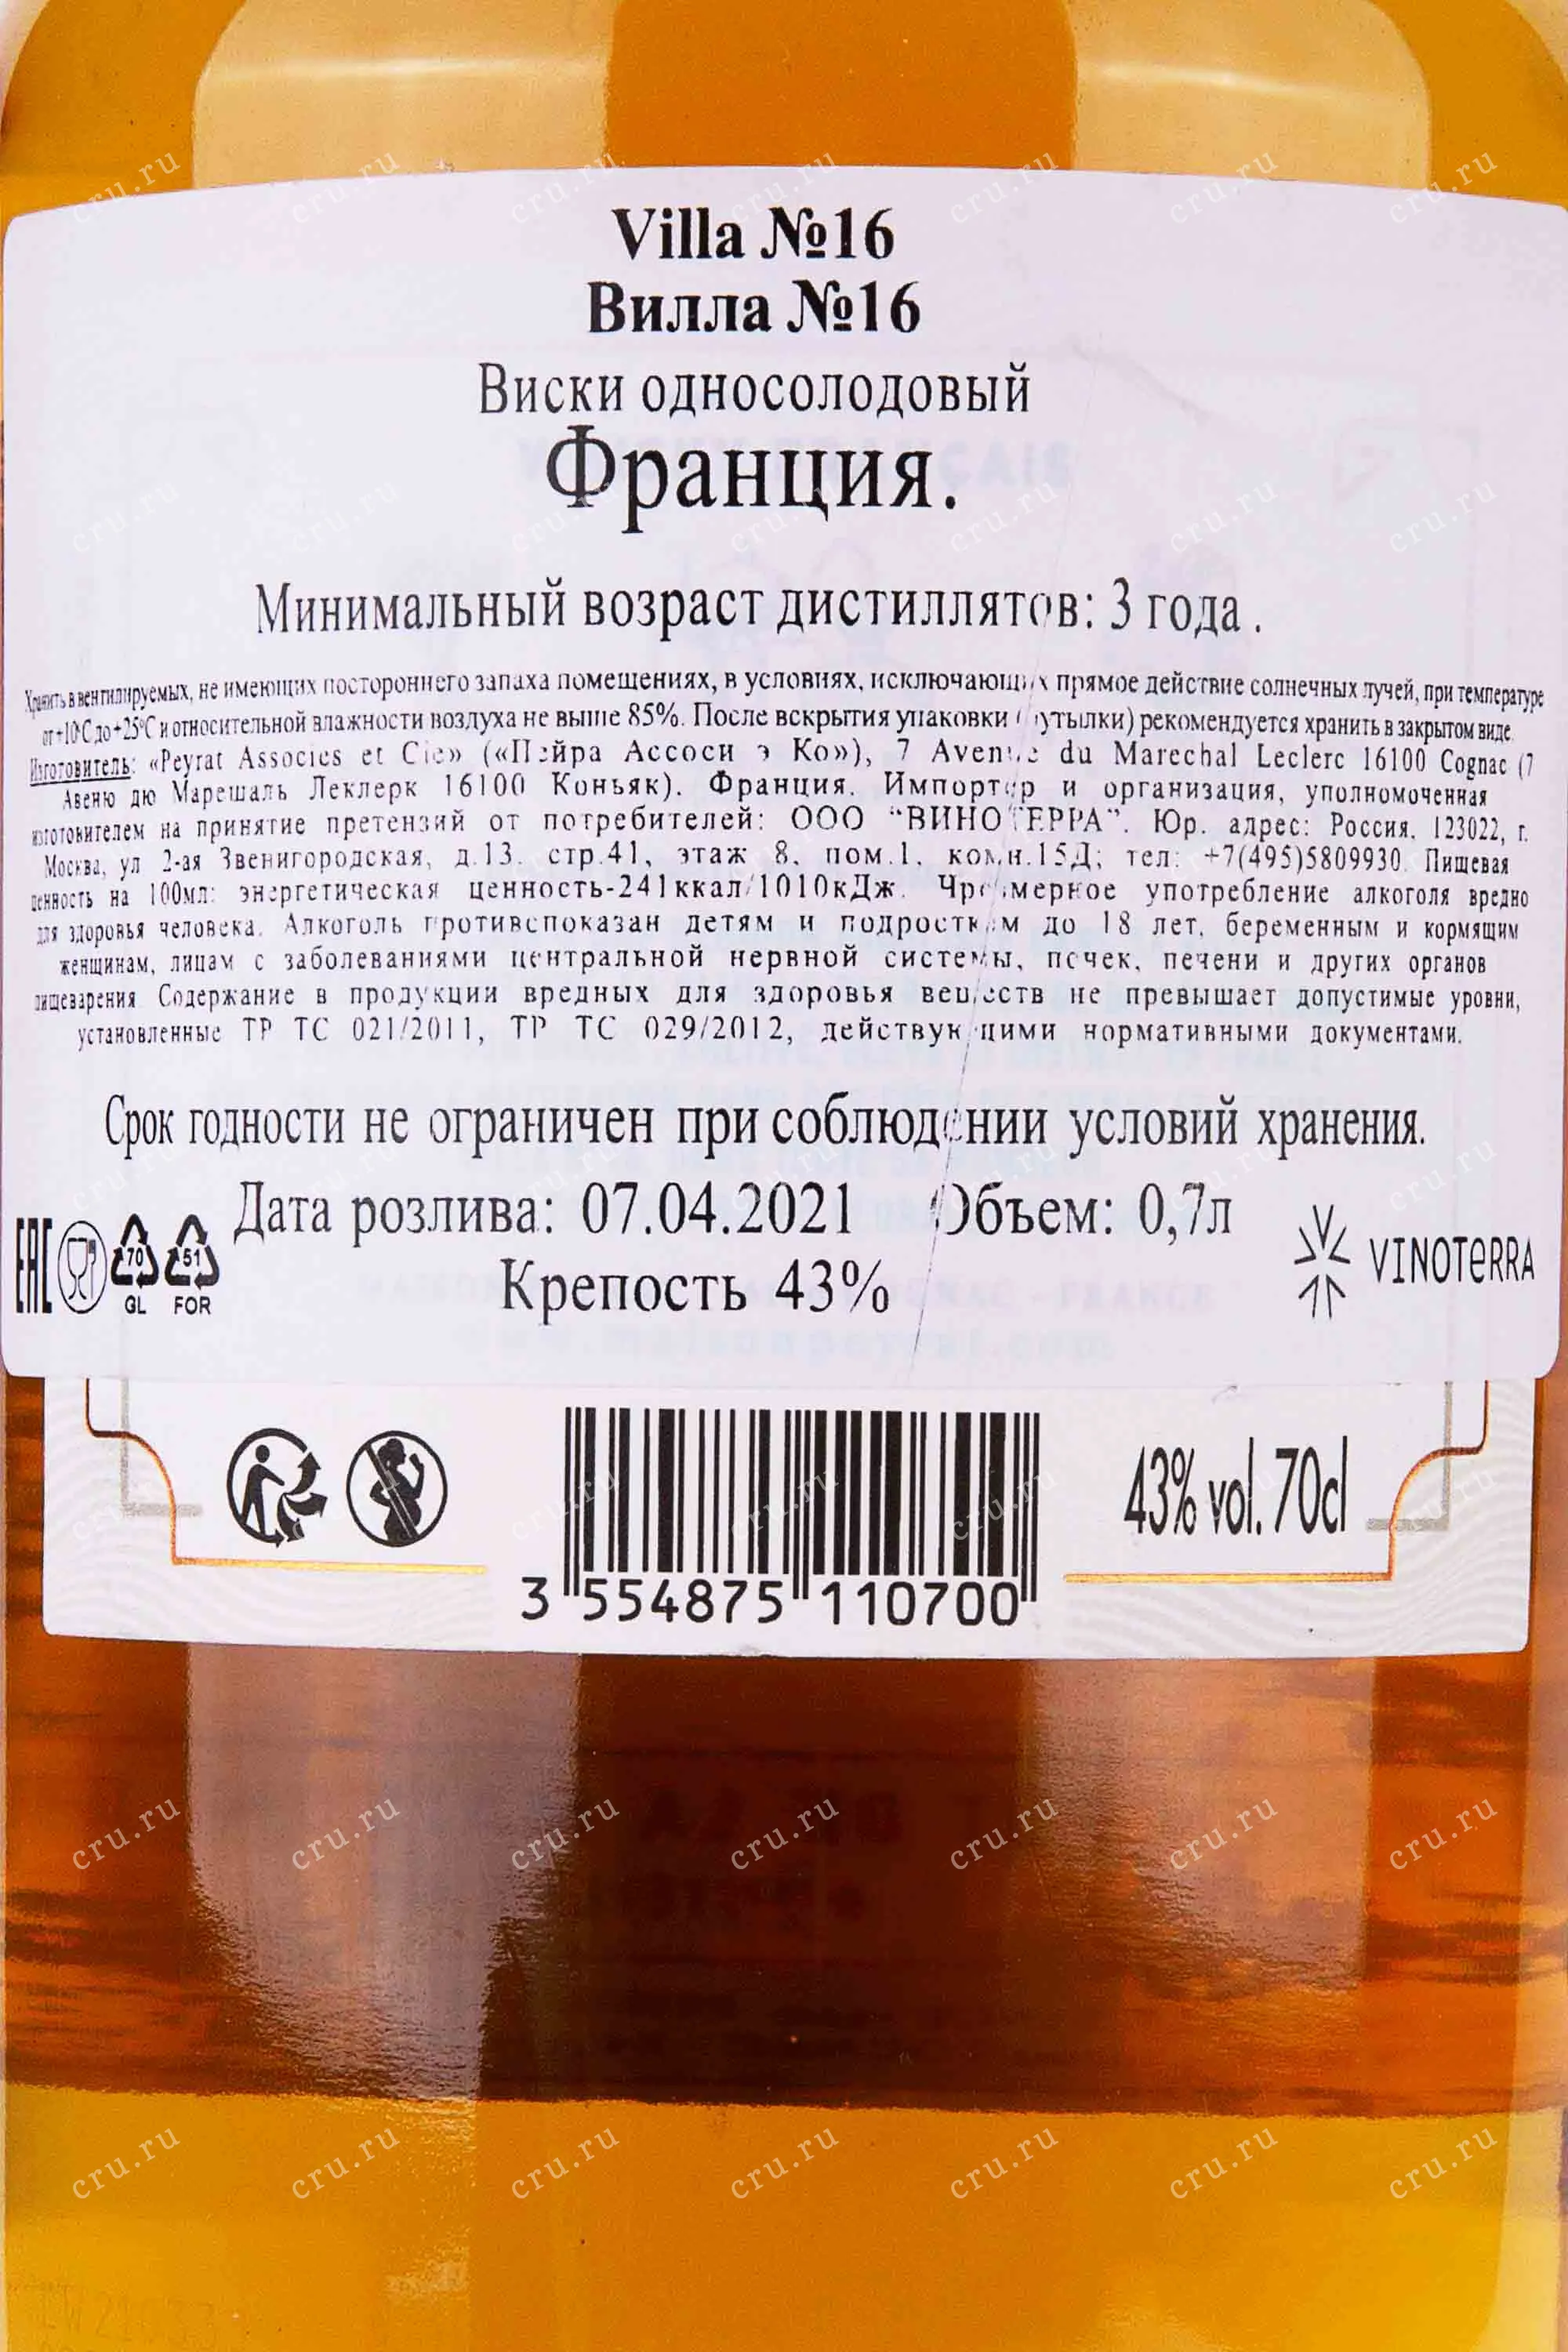 Villa №16
Вилла №16
Виски односолодовый
Франция.
Минимальный возраст дистиллятов: 3 года .
Хранить в вентилируемых, не имеющих постороннего запаха помещениях, в условиях, исключающих прямое действие солнечных лучей, при температуре
от+10°С до+25°С и относительной влажности воздуха не выше 85%. После вскрытия упаковки (бутылки) рекомендуется хранить в закрытом виде.
Изготовитель: «Peyrat Associes et Cie» («Пэйра Ассоси э Ко»), 7 Avenue du Marechal Leclerc 16100 Cognac (7
Авеню дю Марешаль Леклерк 16100 Коньяк). Франция. Импортер и организация, уполномоченная
изготовителем на принятие претензий от потребителей: ООО “ВИНОТЕРРА”. Юр. адрес: Россия, 123022, г.
Москва, ул 2-ая Звенигородская, д.13. стр.41, этаж 8, пом.1, комн.15Д; тел: +7(495)5809930. Пищевая
ценность на 100мл: энергетическая ценность-241ккал/1010кДж. Чрезмерное употребление алкоголя вредно
для здоровья человека. Алкоголь противопоказан детям и подросткам до 18 лет, беременным и кормящим
женщинам, лицам с заболеваниями центральной нервной системы, почек, печени и других органов
пищеварения. Содержание в продукции вредных для здоровья веществ не превышает допустимые уровни,
установленные ТР ТС 021/2011, ТР ТС 029/2012, действующими нормативными документами.
Срок годности не ограничен при соблюдении условий хранения.
Дата розлива: 07.04.2021 Объем: 0,7л
Крепость 43%
EAC
70
GL
51
FOR
VINOTERRA
43% vol. 70cl
3 554875 110700
cru.ru